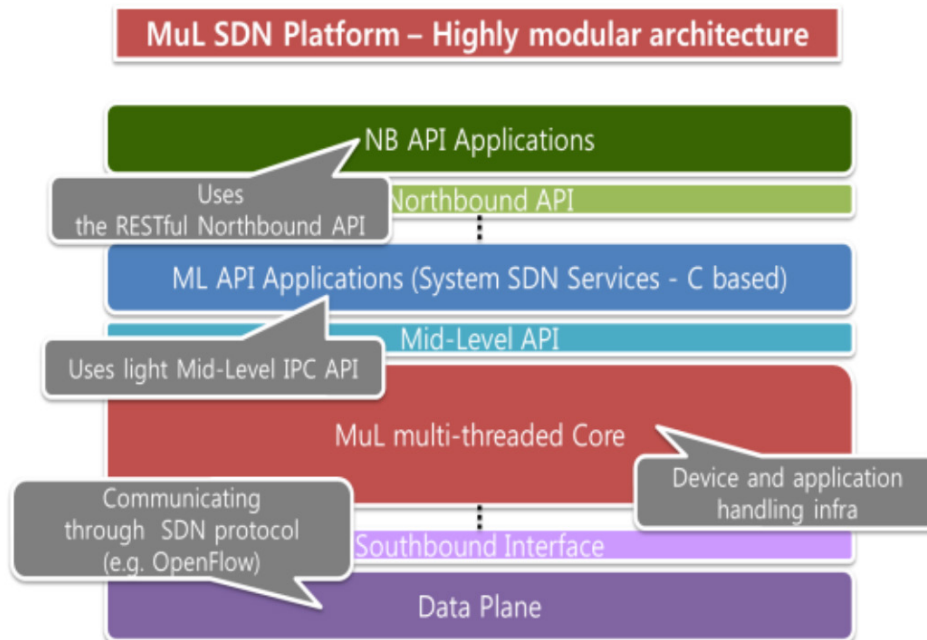 MuL SDN Platform – Highly modular architecture
NB API Applications
Uses
the RESTful Northbound API
Northbound API
ML API Applications (System SDN Services - C based)
Mid-Level API
Uses light Mid-Level IPC API
MuL multi-threaded Core
Device and application
handling infra
Communicating
through SDN protocol
(e.g. OpenFlow)
Southbound Interface
Data Plane